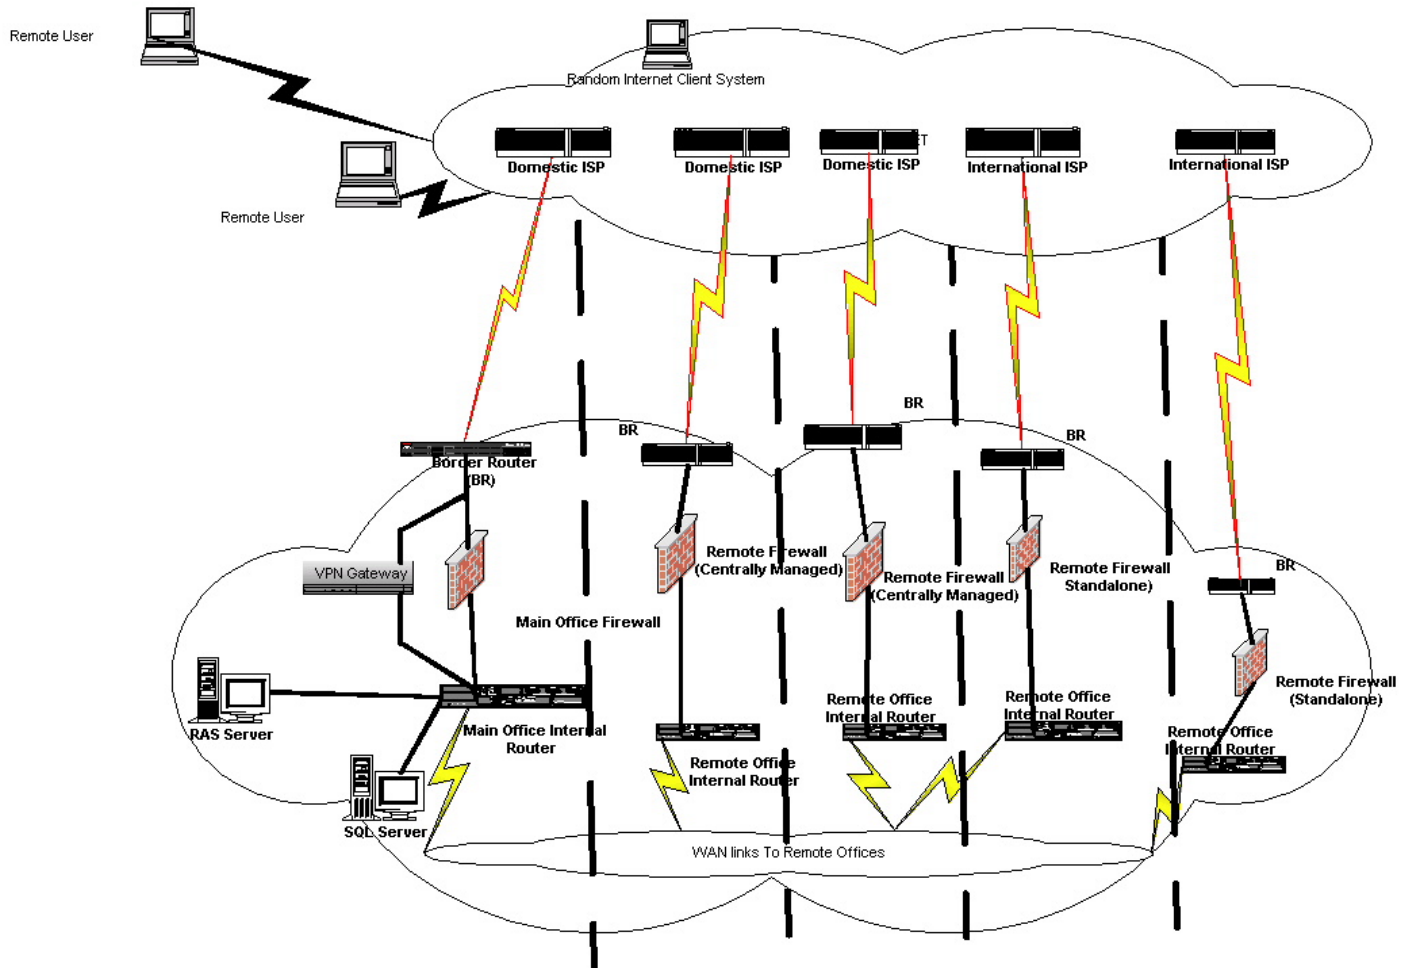 Remote User
Random Internet Client System
Domestic ISP
Domestic ISP
Domestic ISP
International ISP
International ISP
Remote User
BR
BR
BR
Border Router
(BR)
BR
VPN Gateway
Remote Firewall
(Centrally Managed)
Remote Firewall
(Centrally Managed)
Remote Firewall
Standalone)
Main Office Firewall
Remote Firewall
(Standalone)
RAS Server
Main Office Internal
Router
Remote Office
Internal Router
Remote Office
Internal Router
Remote Office
Internal Router
Remote Office
Internal Router
SQL Server
WAN links To Remote Offices